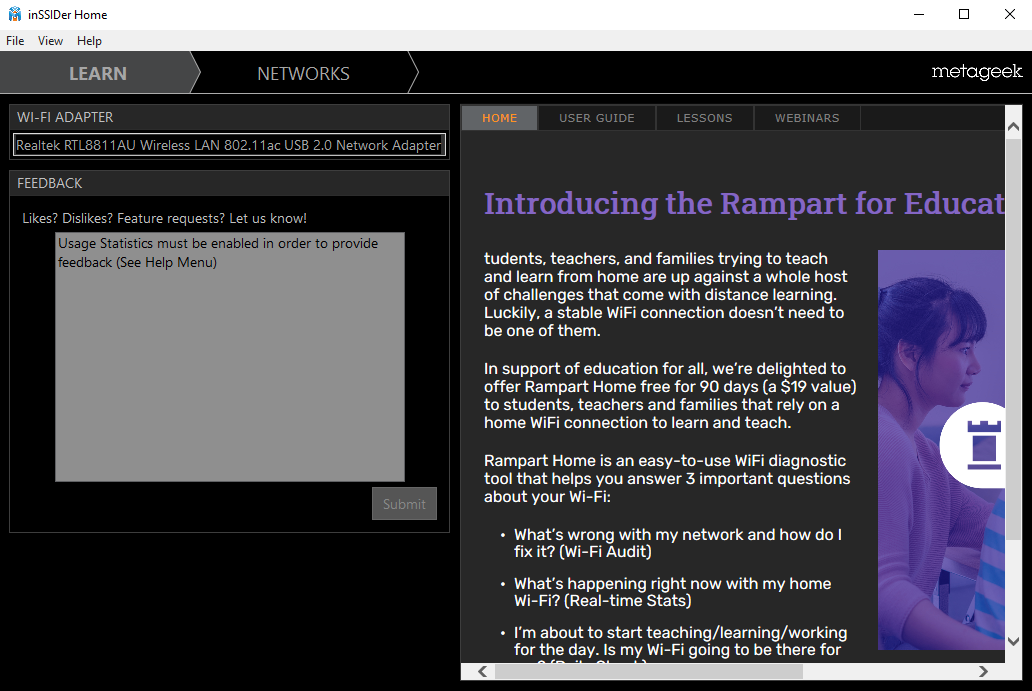 inSSIDer Home
File View Help
LEARN NETWORKS
metageek
WI-FI ADAPTER
Realtek RTL8811AU Wireless LAN 802.11ac USB 2.0 Network Adapter
FEEDBACK
Likes? Dislikes? Feature requests? Let us know!
Usage Statistics must be enabled in order to provide
feedback (See Help Menu)
Submit
HOME USER GUIDE LESSONS WEBINARS
Introducing the Rampart for Educat
tudents, teachers, and families trying to teach
and learn from home are up against a whole host
of challenges that come with distance learning.
Luckily, a stable WiFi connection doesn't need to
be one of them.
In support of education for all, we're delighted to
offer Rampart Home free for 90 days (a $19 value)
to students, teachers and families that rely on a
home WiFi connection to learn and teach.
Rampart Home is an easy-to-use WiFi diagnostic
tool that helps you answer 3 important questions
about your Wi-Fi:
• What's wrong with my network and how do I
fix it? (Wi-Fi Audit)
• What's happening right now with my home
Wi-Fi? (Real-time Stats)
• I'm about to start teaching/learning/working
for the day. Is my Wi-Fi going to be there for